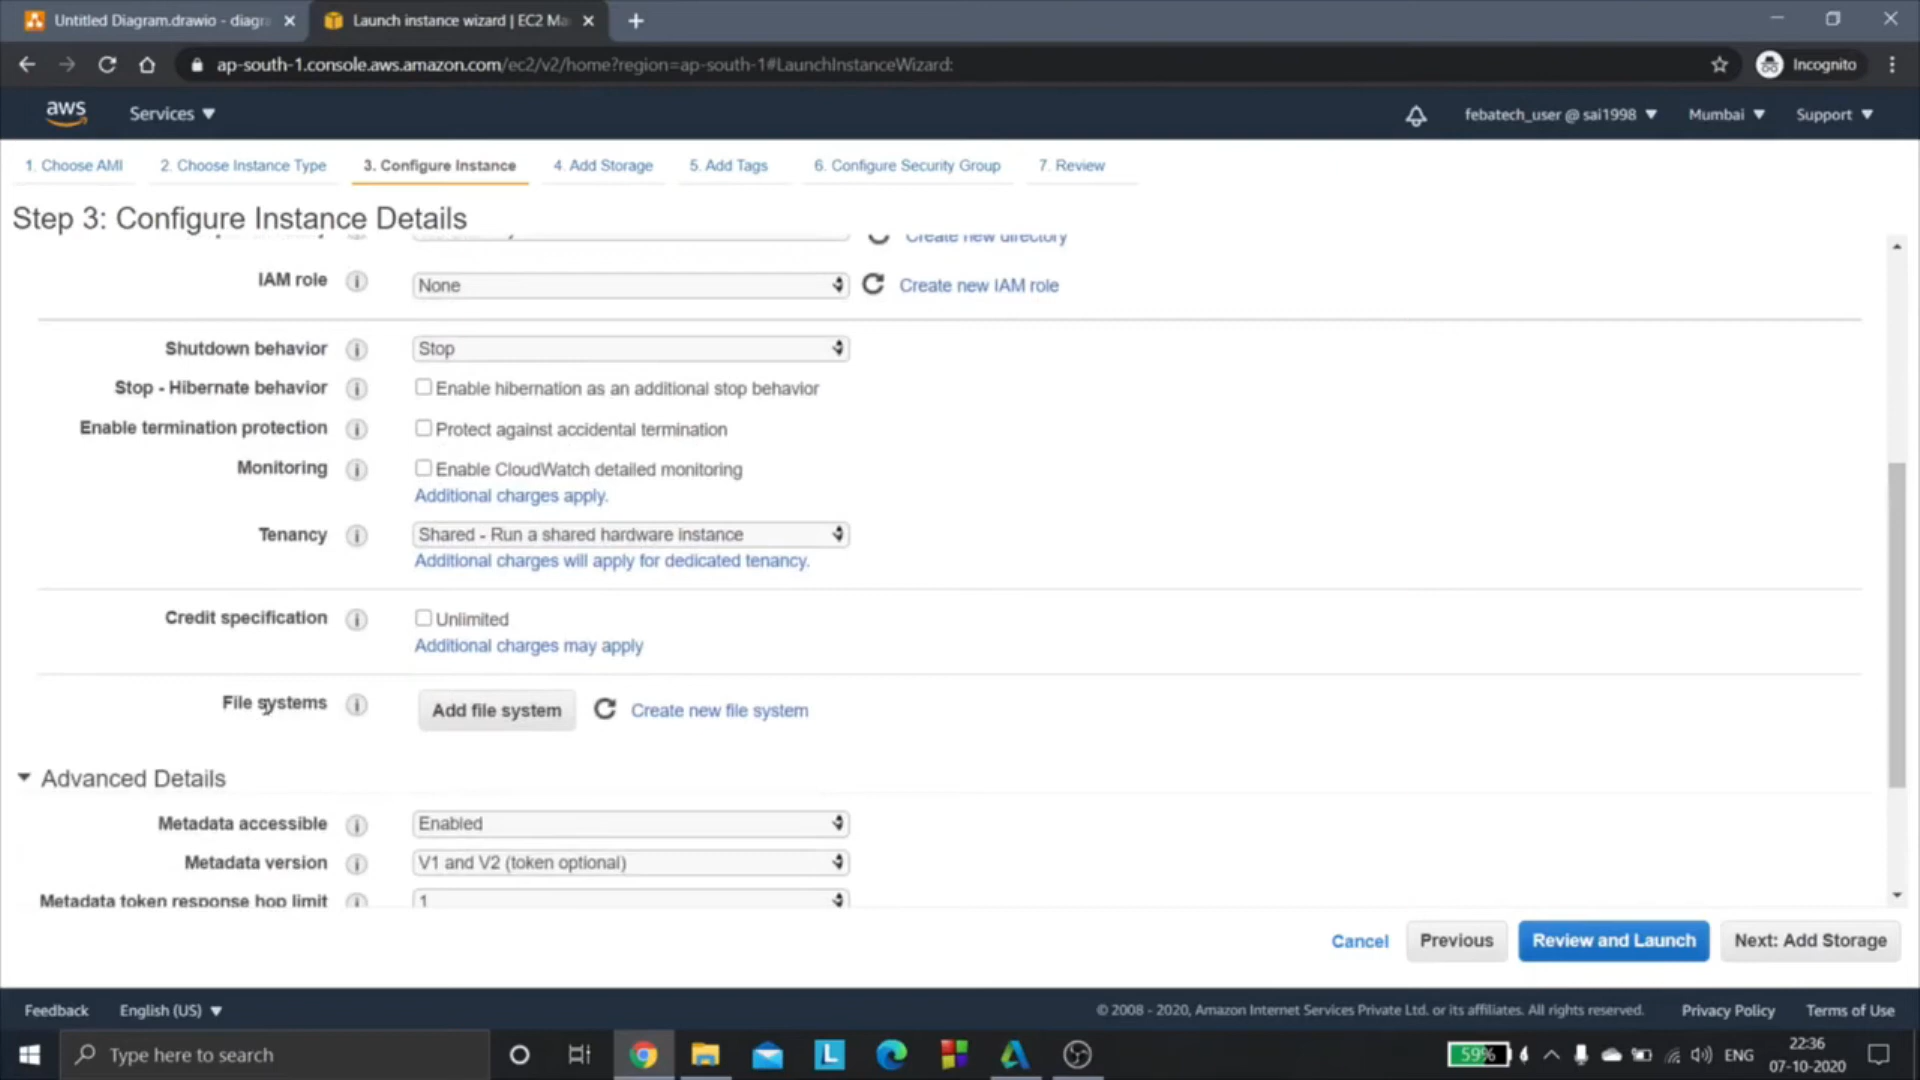 Untitled Diagram.drawio - diagra
Launch instance wizard | EC2 Ma
ap-south-1.console.aws.amazon.com/ec2/v2/home?region=ap-south-1#LaunchInstanceWizard:
Incognito
aws
Services
febatech_user @ sai1998
Mumbai
Support
1. Choose AMI
2. Choose Instance Type
3. Configure Instance
4. Add Storage
5. Add Tags
6. Configure Security Group
7. Review
Step 3: Configure Instance Details
Create new directory
IAM role
None
Create new IAM role
Shutdown behavior
Stop
Stop - Hibernate behavior
Enable hibernation as an additional stop behavior
Enable termination protection
Protect against accidental termination
Monitoring
Enable CloudWatch detailed monitoring
Additional charges apply.
Tenancy
Shared - Run a shared hardware instance
Additional charges will apply for dedicated tenancy.
Credit specification
Unlimited
Additional charges may apply
File systems
Add file system
Create new file system
Advanced Details
Metadata accessible
Enabled
Metadata version
V1 and V2 (token optional)
Metadata token response hop limit
1
Cancel
Previous
Review and Launch
Next: Add Storage
Feedback
English (US)
© 2008 - 2020, Amazon Internet Services Private Ltd. or its affiliates. All rights reserved.
Privacy Policy
Terms of Use
Type here to search
L
59%
ENG
22:36
07-10-2020